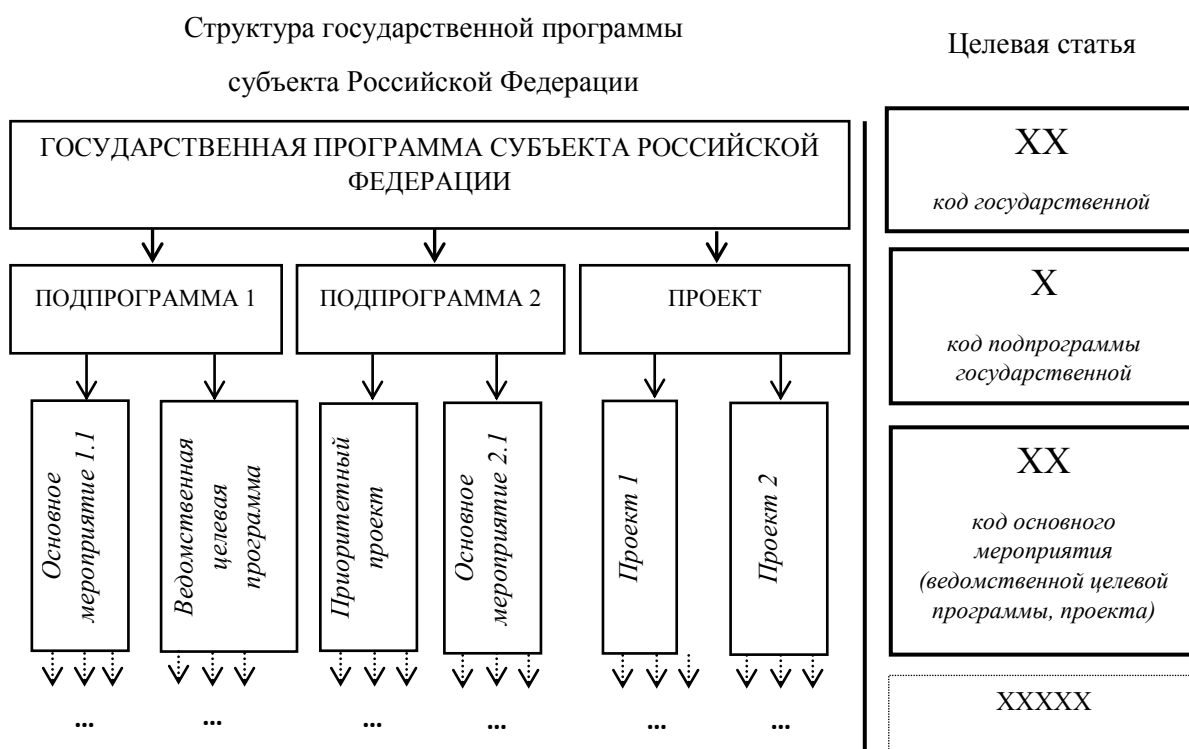 Структура государственной программы
субъекта Российской Федерации
Целевая статья
ГОСУДАРСТВЕННАЯ ПРОГРАММА СУБЪЕКТА РОССИЙСКОЙ
ФЕДЕРАЦИИ
XX
код государственной
ПОДПРОГРАММА 1
ПОДПРОГРАММА 2
ПРОЕКТ
X
код подпрограммы
государственной
Основное
мероприятие 1.1
Ведомственная
целевая
программа
Приоритетный
проект
Основное
мероприятие 2.1
Проект 1
Проект 2
XX
код основного
мероприятия
(ведомственной целевой
программы, проекта)
...
...
...
...
...
...
XXXXX